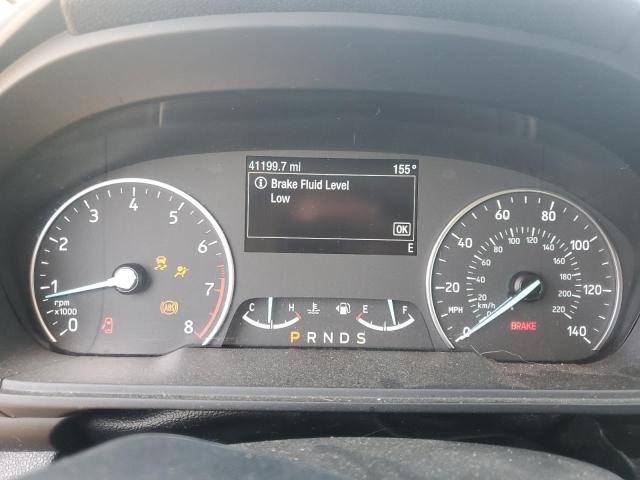 41199.7 mi 155°
Brake Fluid Level
Low
OK
E
0 1 2 3 4 5 6 7 8
rpm
x1000
ABS
C H E F
P R N D S
0 20 40 60 80 100 120 140
MPH
0 20 40 60 80 100 120 140 160 180 200 220
km/h
BRAKE